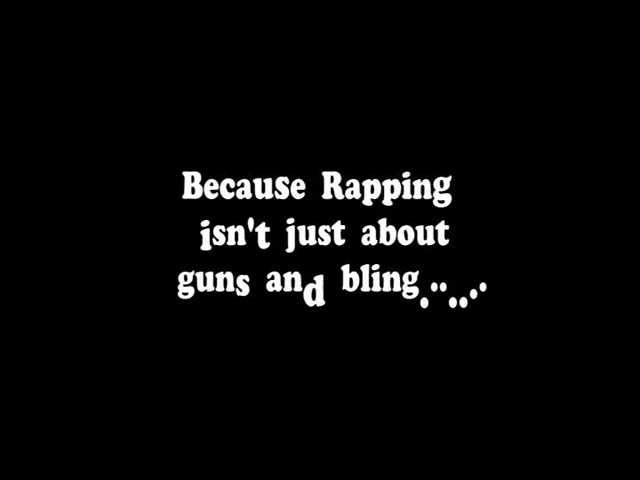 Because Rapping
isn't just about
guns and bling.......